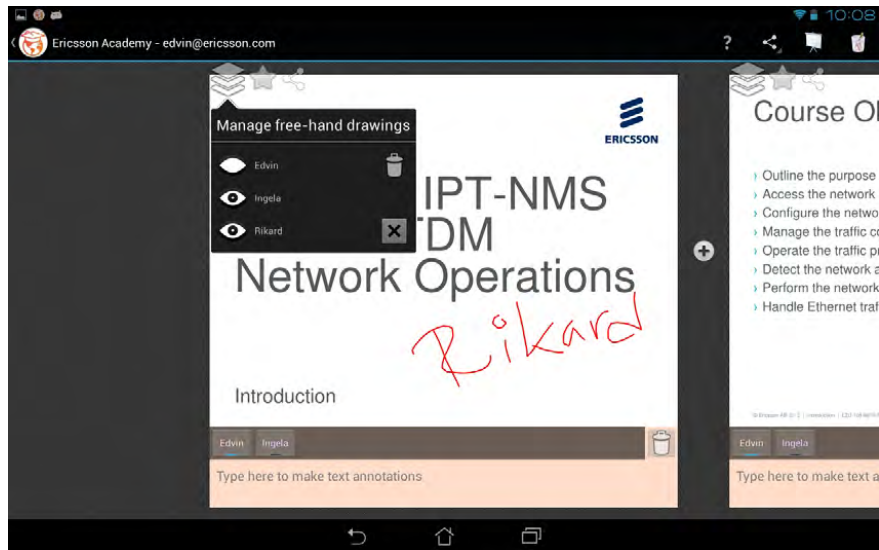 10:08
Ericsson Academy - edvin@ericsson.com
?
Manage free-hand drawings
Edvin
Ingela
Rikard
ERICSSON
IPT-NMS
TDM
Network Operations
Rikard
Introduction
Edvin Ingela
Type here to make text annotations
Course Ol
› Outline the purpose
› Access the network
› Configure the netwo
› Manage the traffic co
› Operate the traffic pr
› Detect the network a
› Perform the network
› Handle Ethernet traf
Edvin Ingela
Type here to make text a